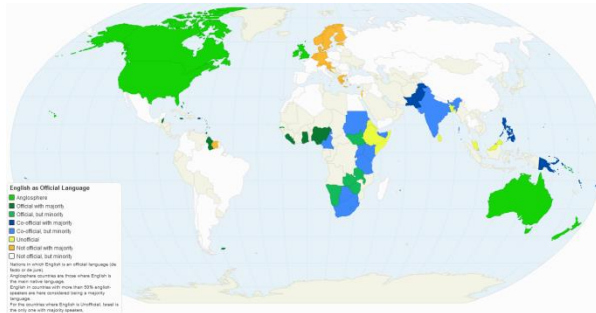 English as Official Language
Anglosphere
Official with majority
Official, but minority
Co-official with majority
Co-official, but minority
Unofficial
Not official with majority
Not official, but minority
Nations in which English is an official language (de
facto or de jure).
Anglosphere countries are those where English is
the main native language.
English in countries with more than 50% english
speakers are here considered being a majority
language.
For the countries where English is Unofficial, Israel is
the only one with majority speakers.